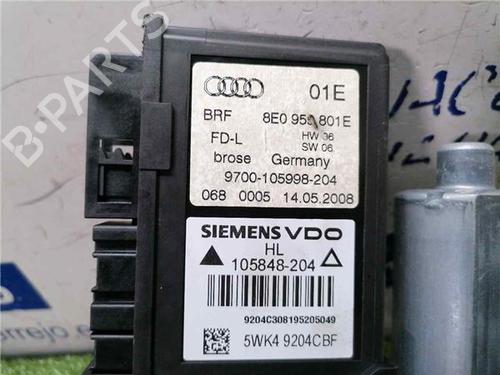 01E
BRF 8E0 959 801E
FD-L HW 06
SW 06
brose Germany
9700-105998-204
068 0005 14.05.2008
SIEMENS VDO
HL
105848-204
9204C308195205049
5WK4 9204CBF